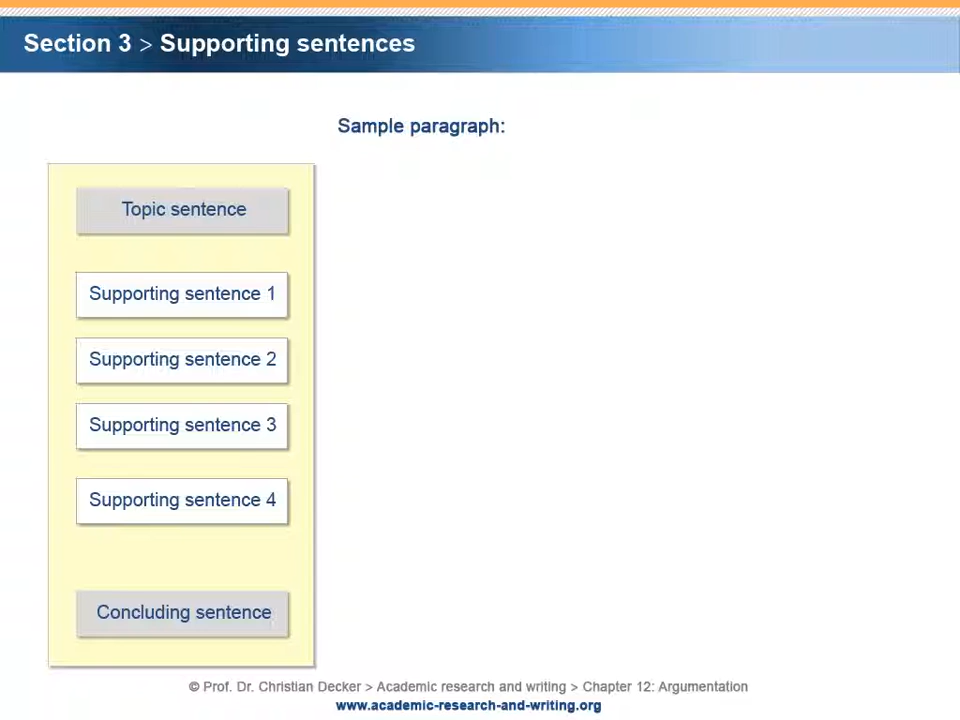 Section 3 > Supporting sentences
Sample paragraph:
Topic sentence
Supporting sentence 1
Supporting sentence 2
Supporting sentence 3
Supporting sentence 4
Concluding sentence
© Prof. Dr. Christian Decker > Academic research and writing > Chapter 12: Argumentation
www.academic-research-and-writing.org